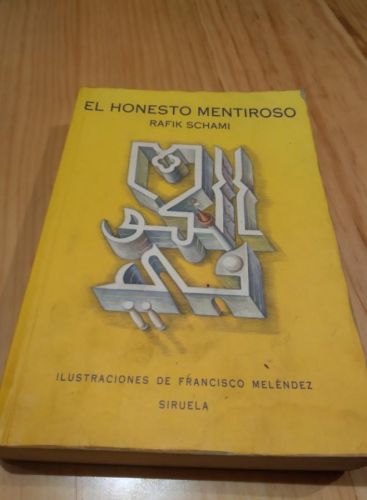 EL HONESTO MENTIROSO
RAFIK SCHAMI
ILUSTRACIONES DE FRANCISCO MELÉNDEZ
SIRUELA